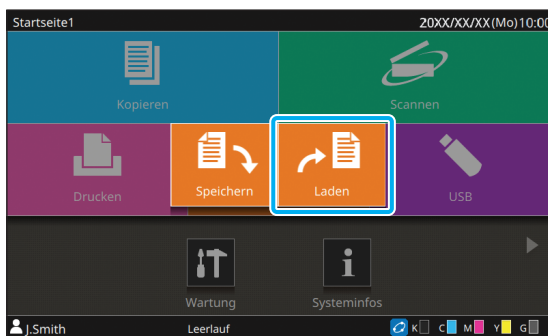 Startseite1 20XX/XX/XX(Mo)10:00
Kopieren Scannen
Drucken Speichern Laden USB
Wartung Systeminfos
J.Smith Leerlauf K C M Y G